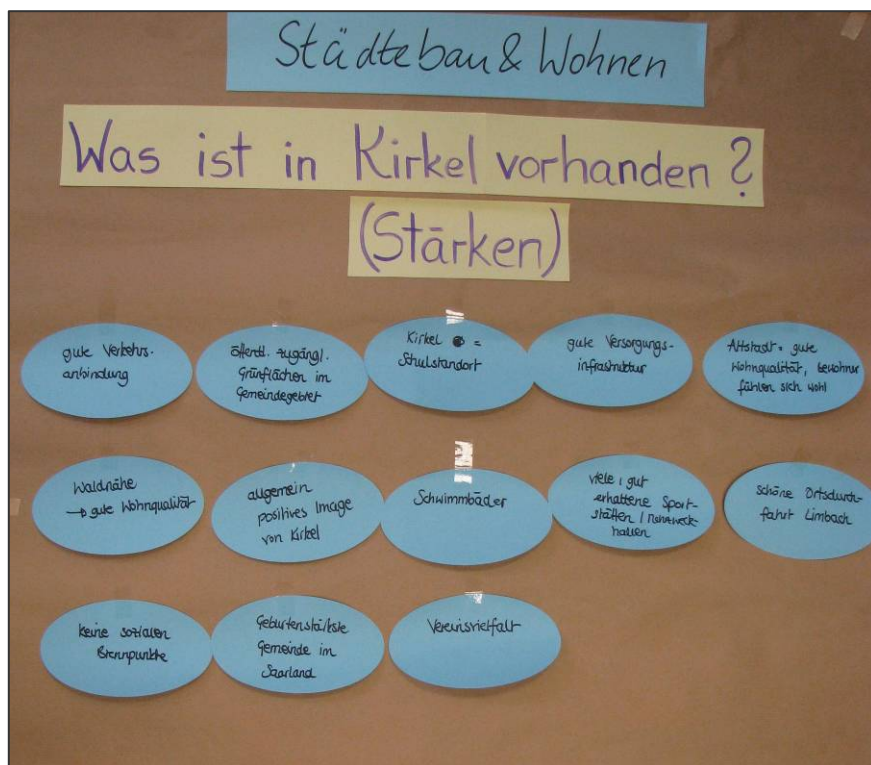 Städtebau & Wohnen
Was ist in Kirkel vorhanden?
(Stärken)
gute Verkehrs-
anbindung
öffentl. zugängl.
Grünflächen im
Gemeindegebiet
Kirkel =
Schulstandort
gute Versorgungs-
infrastruktur
Altstadt: gute
Wohnqualität, Bewohner
fühlen sich wohl
Waldnähe
→ gute Wohnqualität
allgemein
positives Image
von Kirkel
Schwimmbäder
viele, gut
erhaltene Sport-
stätten / Mehrzweck-
hallen
schöne Ortsdurch-
fahrt Limbach
keine sozialen
Brennpunkte
Geburtenstärkste
Gemeinde im
Saarland
Vereinsvielfalt